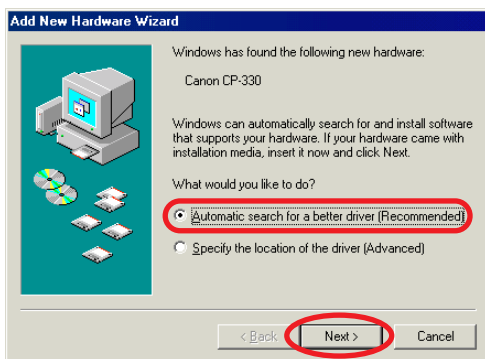 Add New Hardware Wizard
Windows has found the following new hardware:
Canon CP-330
Windows can automatically search for and install software
that supports your hardware. If your hardware came with
installation media, insert it now and click Next.
What would you like to do?
Automatic search for a better driver (Recommended)
Specify the location of the driver (Advanced)
< Back
Next >
Cancel